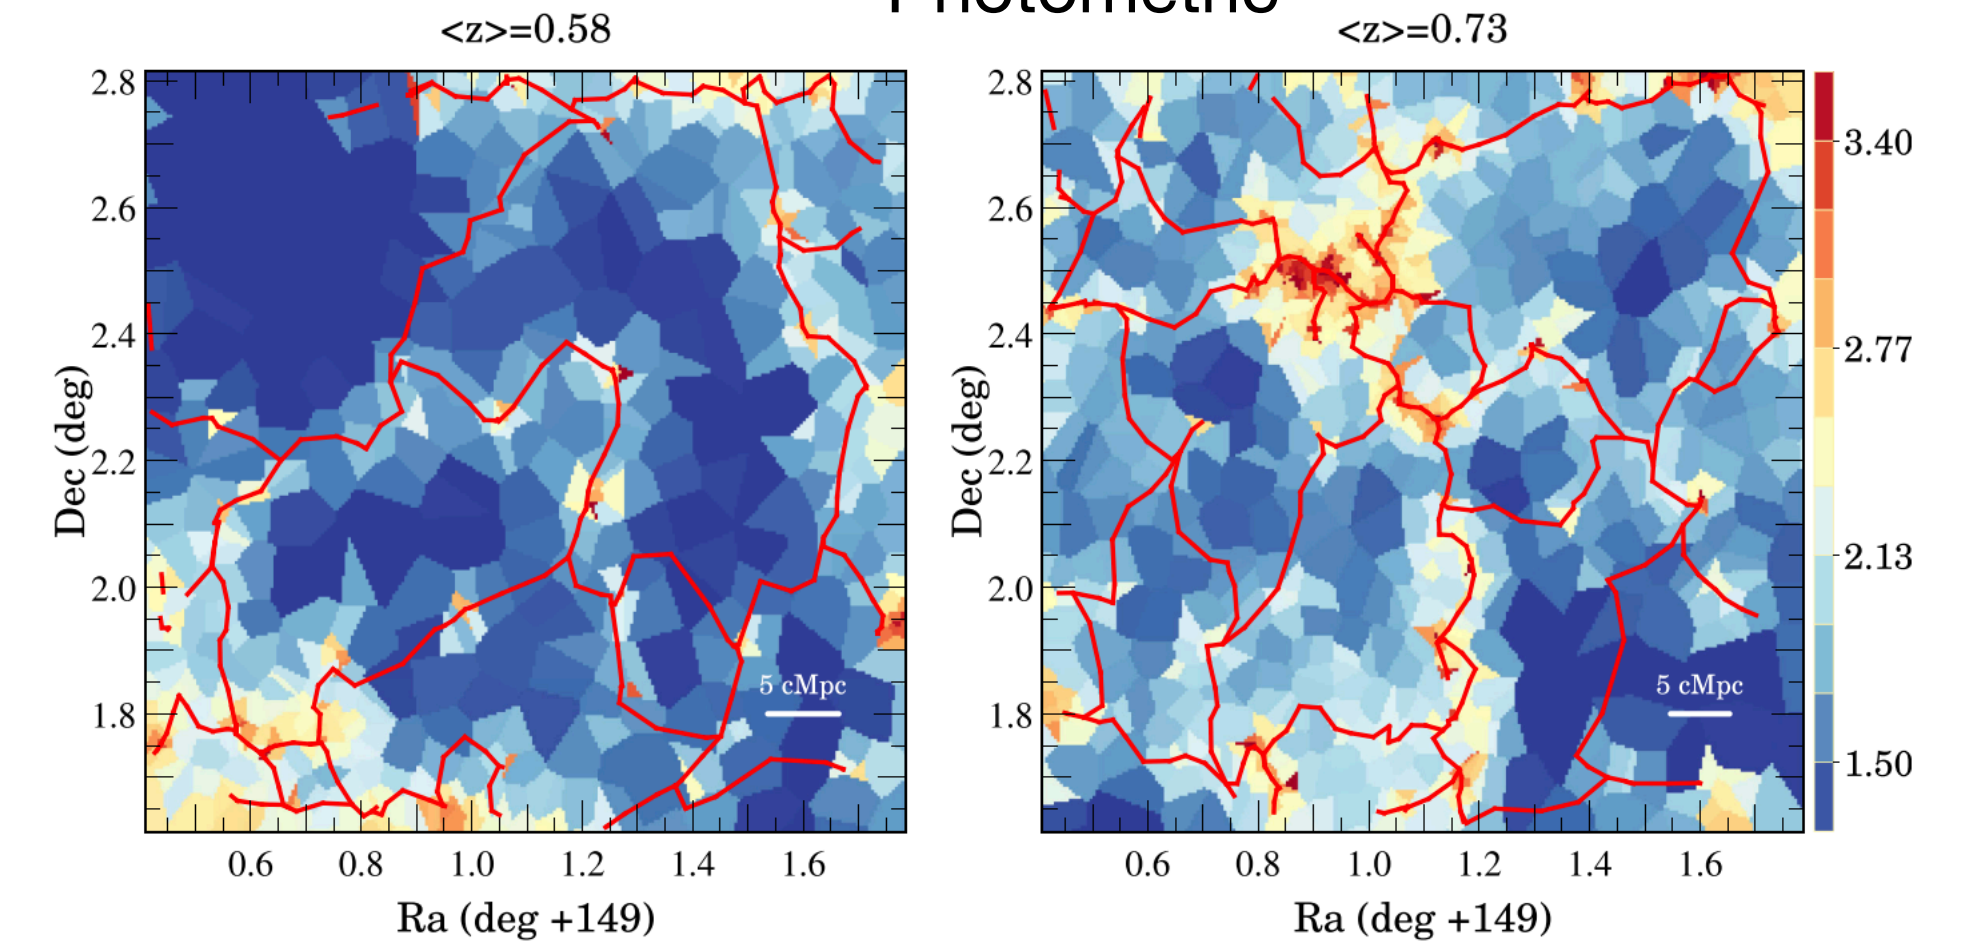 Photometric
<z>=0.58
<z>=0.73
2.8
2.6
2.4
2.2
2.0
1.8
Dec (deg)
0.6 0.8 1.0 1.2 1.4 1.6
Ra (deg +149)
5 cMpc
2.8
2.6
2.4
2.2
2.0
1.8
Dec (deg)
0.6 0.8 1.0 1.2 1.4 1.6
Ra (deg +149)
5 cMpc
3.40
2.77
2.13
1.50